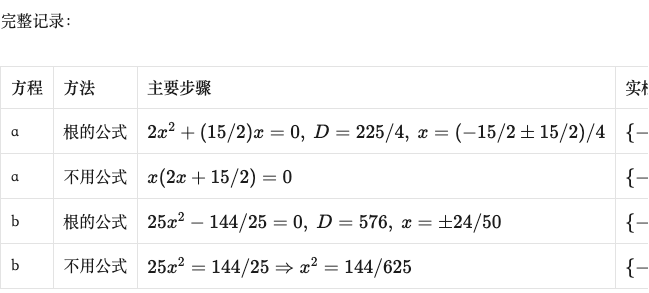 完整记录：
方程 方法 主要步骤
a 根的公式 2x² + (15/2)x = 0, D = 225/4, x = (−15/2 ± 15/2)/4 {−
a 不用公式 x(2x + 15/2) = 0 {−
b 根的公式 25x² − 144/25 = 0, D = 576, x = ±24/50 {−
b 不用公式 25x² = 144/25 ⇒ x² = 144/625 {−